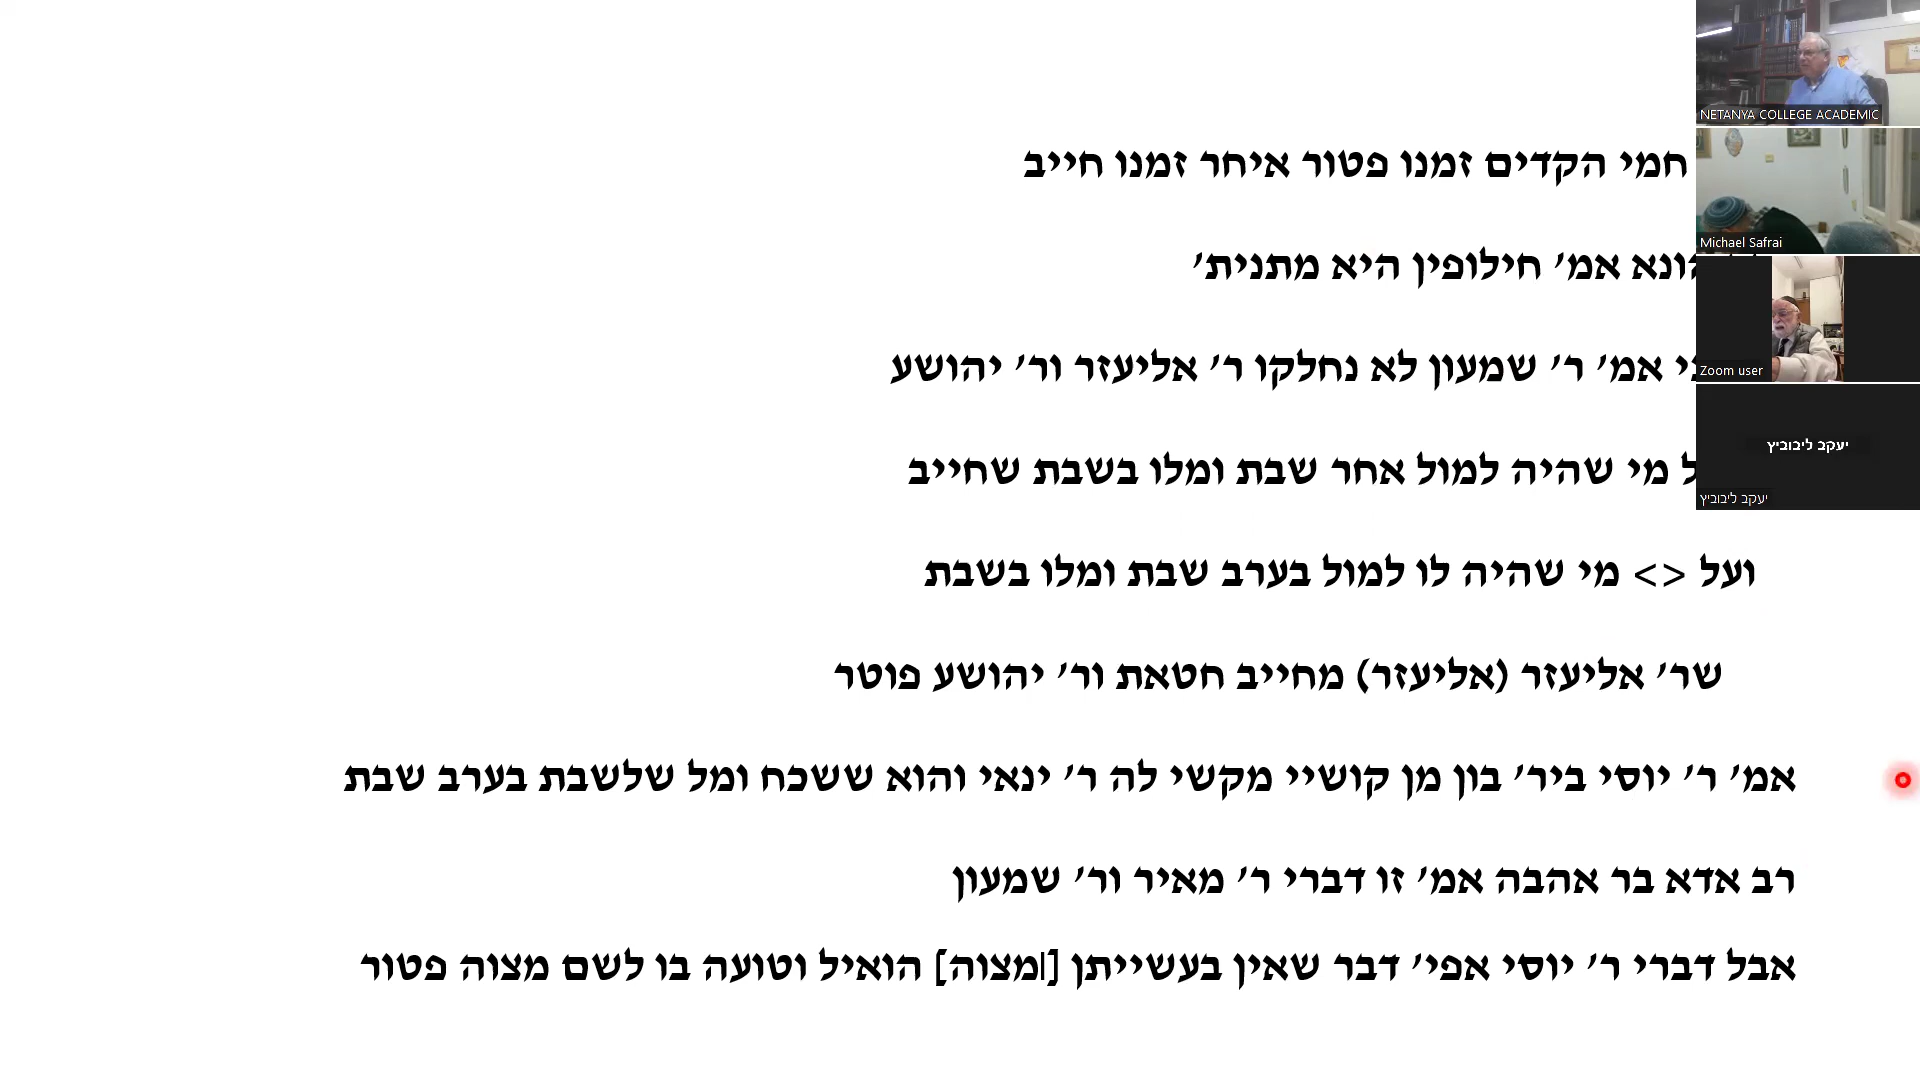 חמי הקדים זמנו פטור איחר זמנו חייב
אמ׳ חילופין היא מתנית׳
אמ׳ ר׳ שמעון לא נחלקו ר׳ אליעזר ור׳ יהושע
מי שהיה למול אחר שבת ומלו בשבת שחייב
ועל <> מי שהיה לו למול בערב שבת ומלו בשבת
שר׳ אליעזר (אליעזר) מחייב חטאת ור׳ יהושע פוטר
אמ׳ ר׳ יוסי ביר׳ בון מן קושיי מקשי לה ר׳ ינאי והוא ששכח ומל שלשבת בערב שבת
רב אדא בר אהבה אמ׳ זו דברי ר׳ מאיר ור׳ שמעון
אבל דברי ר׳ יוסי אפי׳ דבר שאין בעשייתן [מצוה] הואיל וטועה בו לשם מצוה פטור
NETANYA COLLEGE ACADEMIC
Michael Safrai
Zoom user
יעקב ליבוביץ
יעקב ליבוביץ